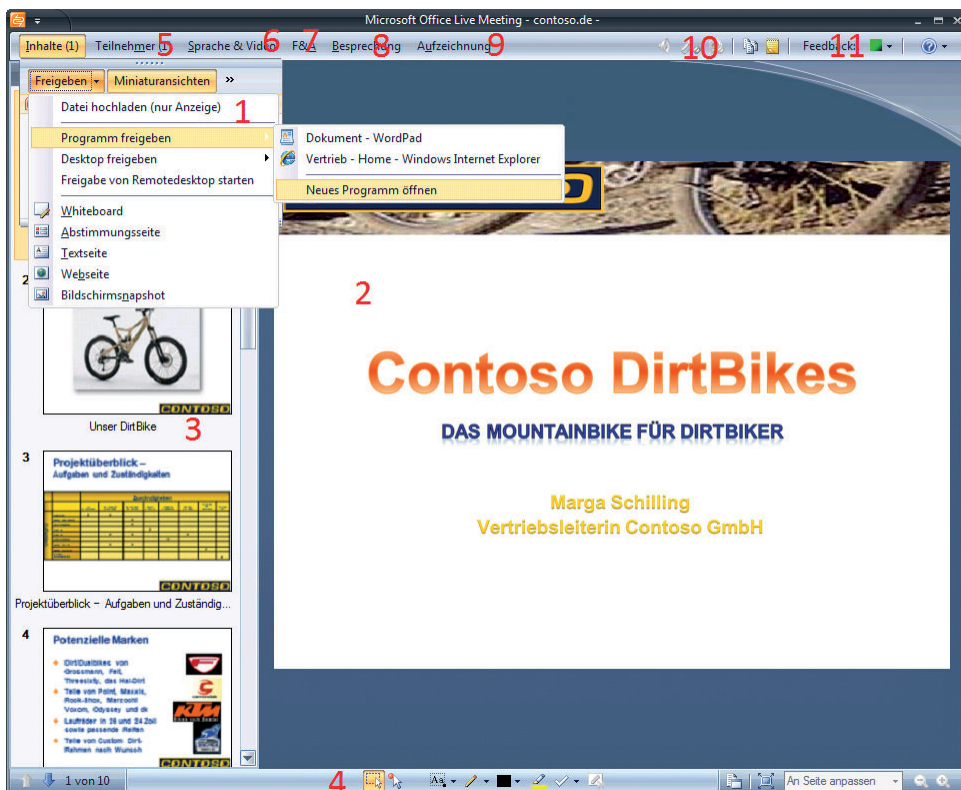 Microsoft Office Live Meeting - contoso.de -
Inhalte (1) Teilnehmer (1) Sprache & Video F&A Besprechung Aufzeichnung Feedback:
5 6 7 8 9 10 11
Freigeben Miniaturansichten »
Datei hochladen (nur Anzeige)
1
Programm freigeben
Desktop freigeben
Freigabe von Remotedesktop starten
Whiteboard
Abstimmungsseite
Textseite
Webseite
Bildschirmsnapshot
Dokument - WordPad
Vertrieb - Home - Windows Internet Explorer
Neues Programm öffnen
2
CONTOSO
Unser DirtBike
3
3
Projektüberblick –
Aufgaben und Zuständigkeiten
CONTOSO
Projektüberblick – Aufgaben und Zuständig...
4
Potenzielle Marken
CONTOSO
2
Contoso DirtBikes
DAS MOUNTAINBIKE FÜR DIRTBIKER
Marga Schilling
Vertriebsleiterin Contoso GmbH
1 von 10
4
Aa
An Seite anpassen